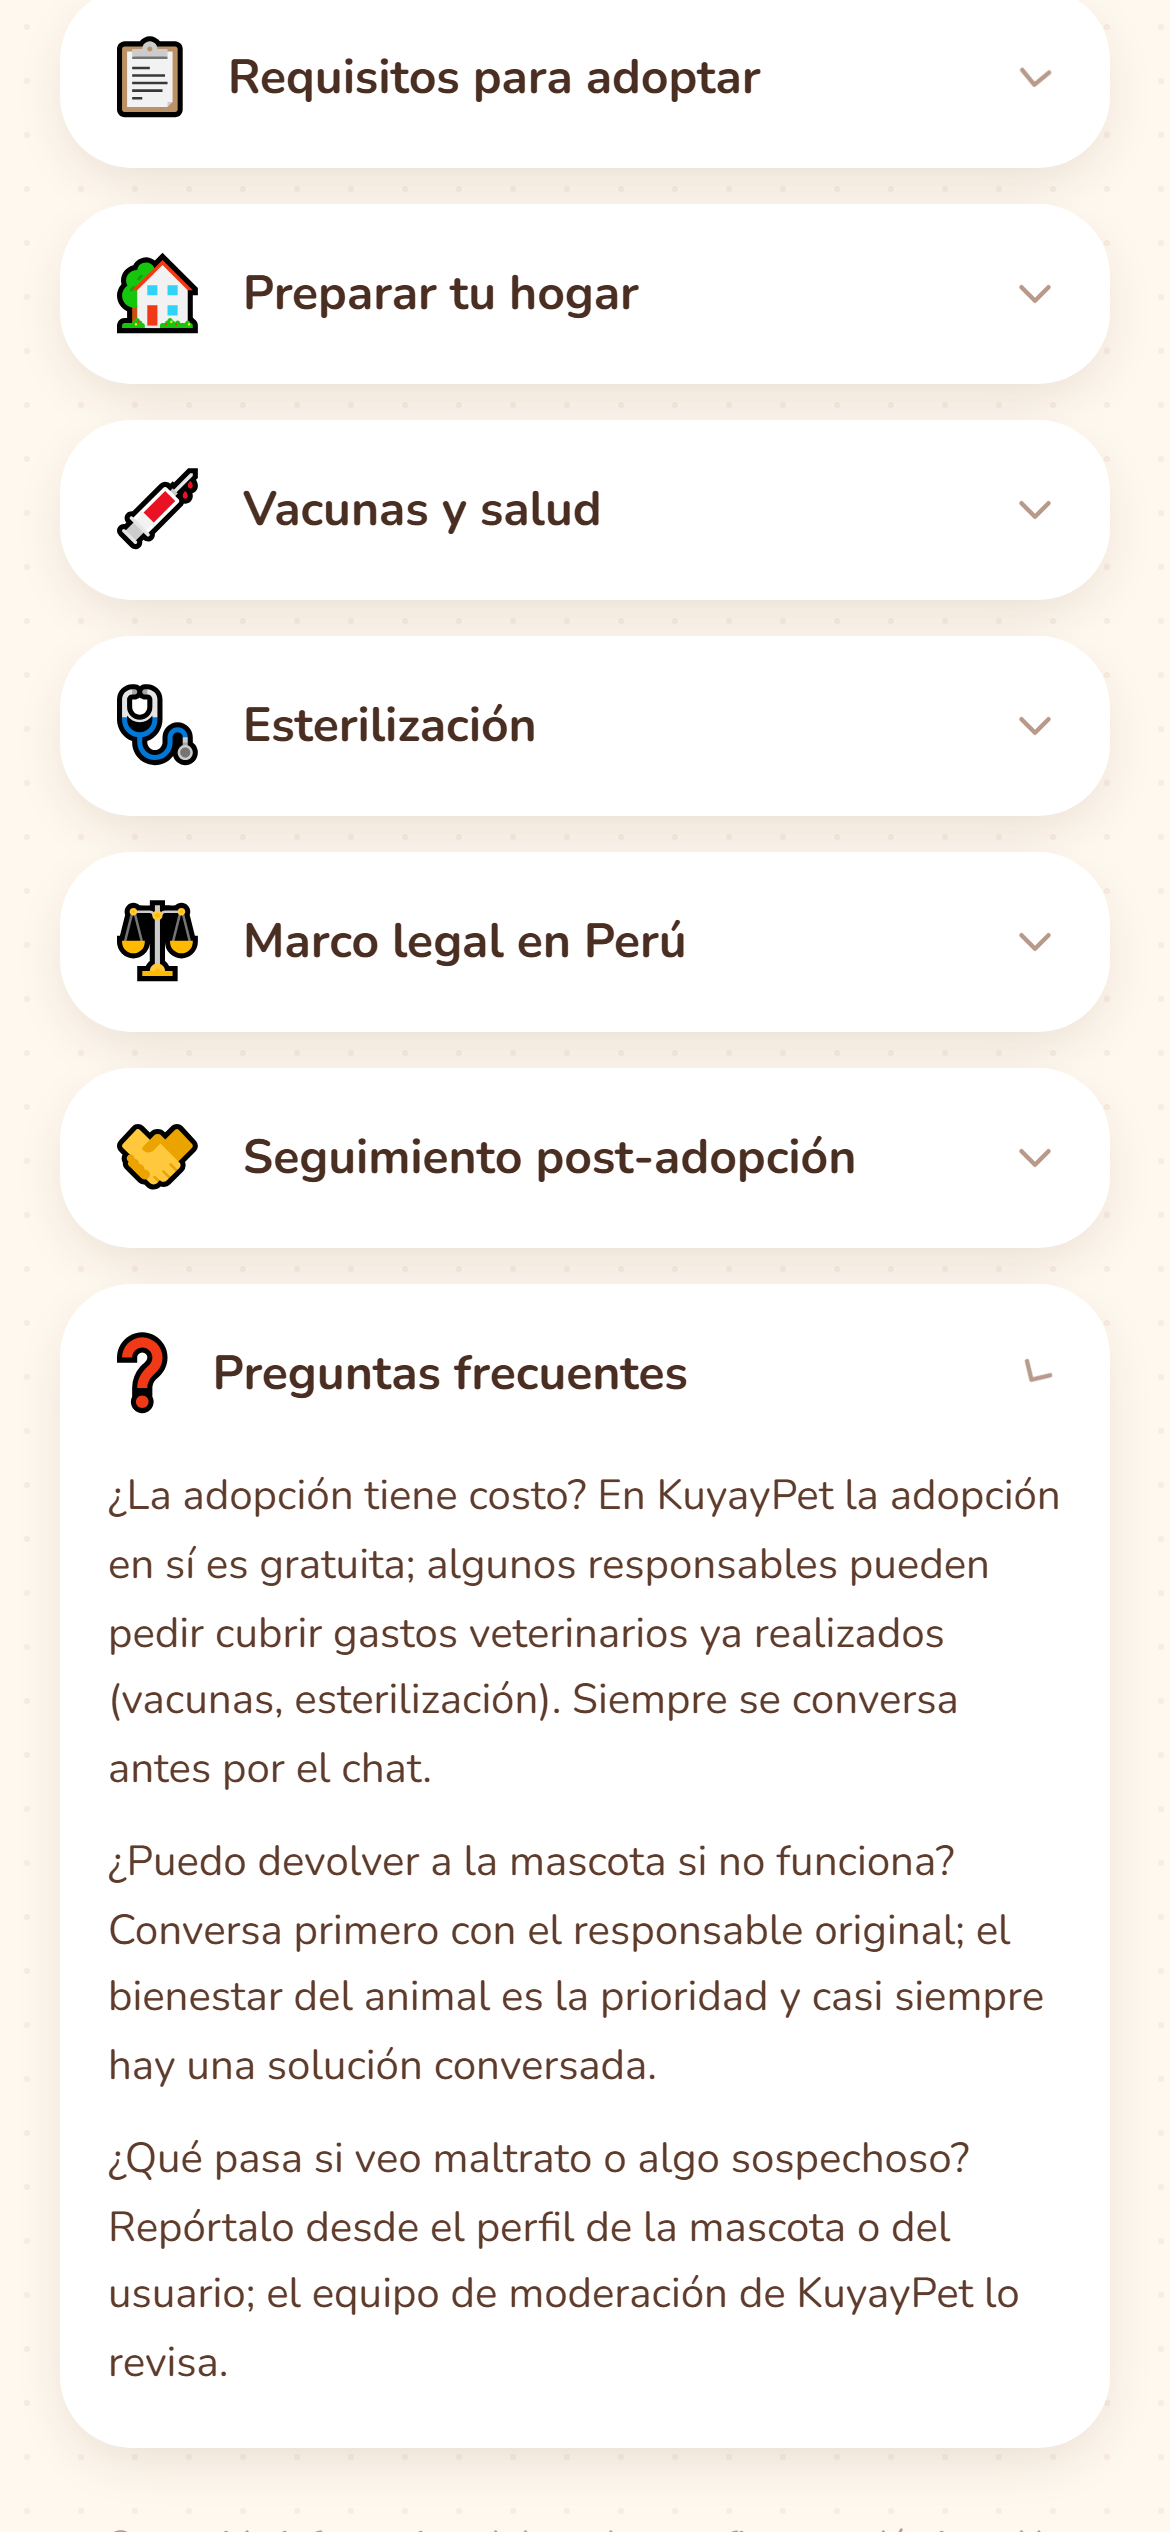 Requisitos para adoptar
Preparar tu hogar
Vacunas y salud
Esterilización
Marco legal en Perú
Seguimiento post-adopción
Preguntas frecuentes
¿La adopción tiene costo? En KuyayPet la adopción
en sí es gratuita; algunos responsables pueden
pedir cubrir gastos veterinarios ya realizados
(vacunas, esterilización). Siempre se conversa
antes por el chat.
¿Puedo devolver a la mascota si no funciona?
Conversa primero con el responsable original; el
bienestar del animal es la prioridad y casi siempre
hay una solución conversada.
¿Qué pasa si veo maltrato o algo sospechoso?
Repórtalo desde el perfil de la mascota o del
usuario; el equipo de moderación de KuyayPet lo
revisa.